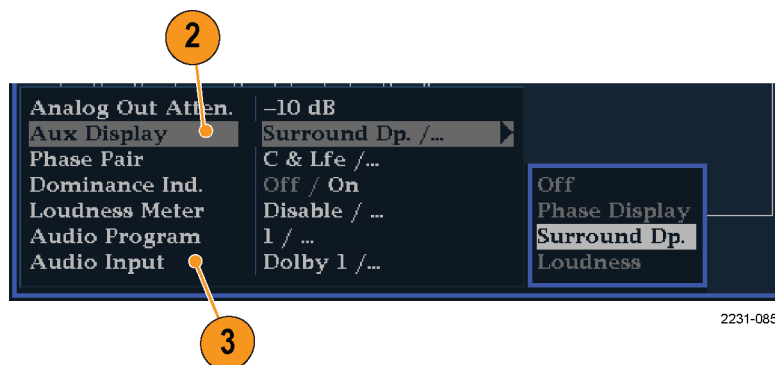 2
Analog Out Atten. –10 dB
Aux Display Surround Dp. /...
Phase Pair C & Lfe /...
Dominance Ind. Off / On
Loudness Meter Disable / ...
Audio Program 1 / ...
Audio Input Dolby 1 /...
Off
Phase Display
Surround Dp.
Loudness
3
2231-085